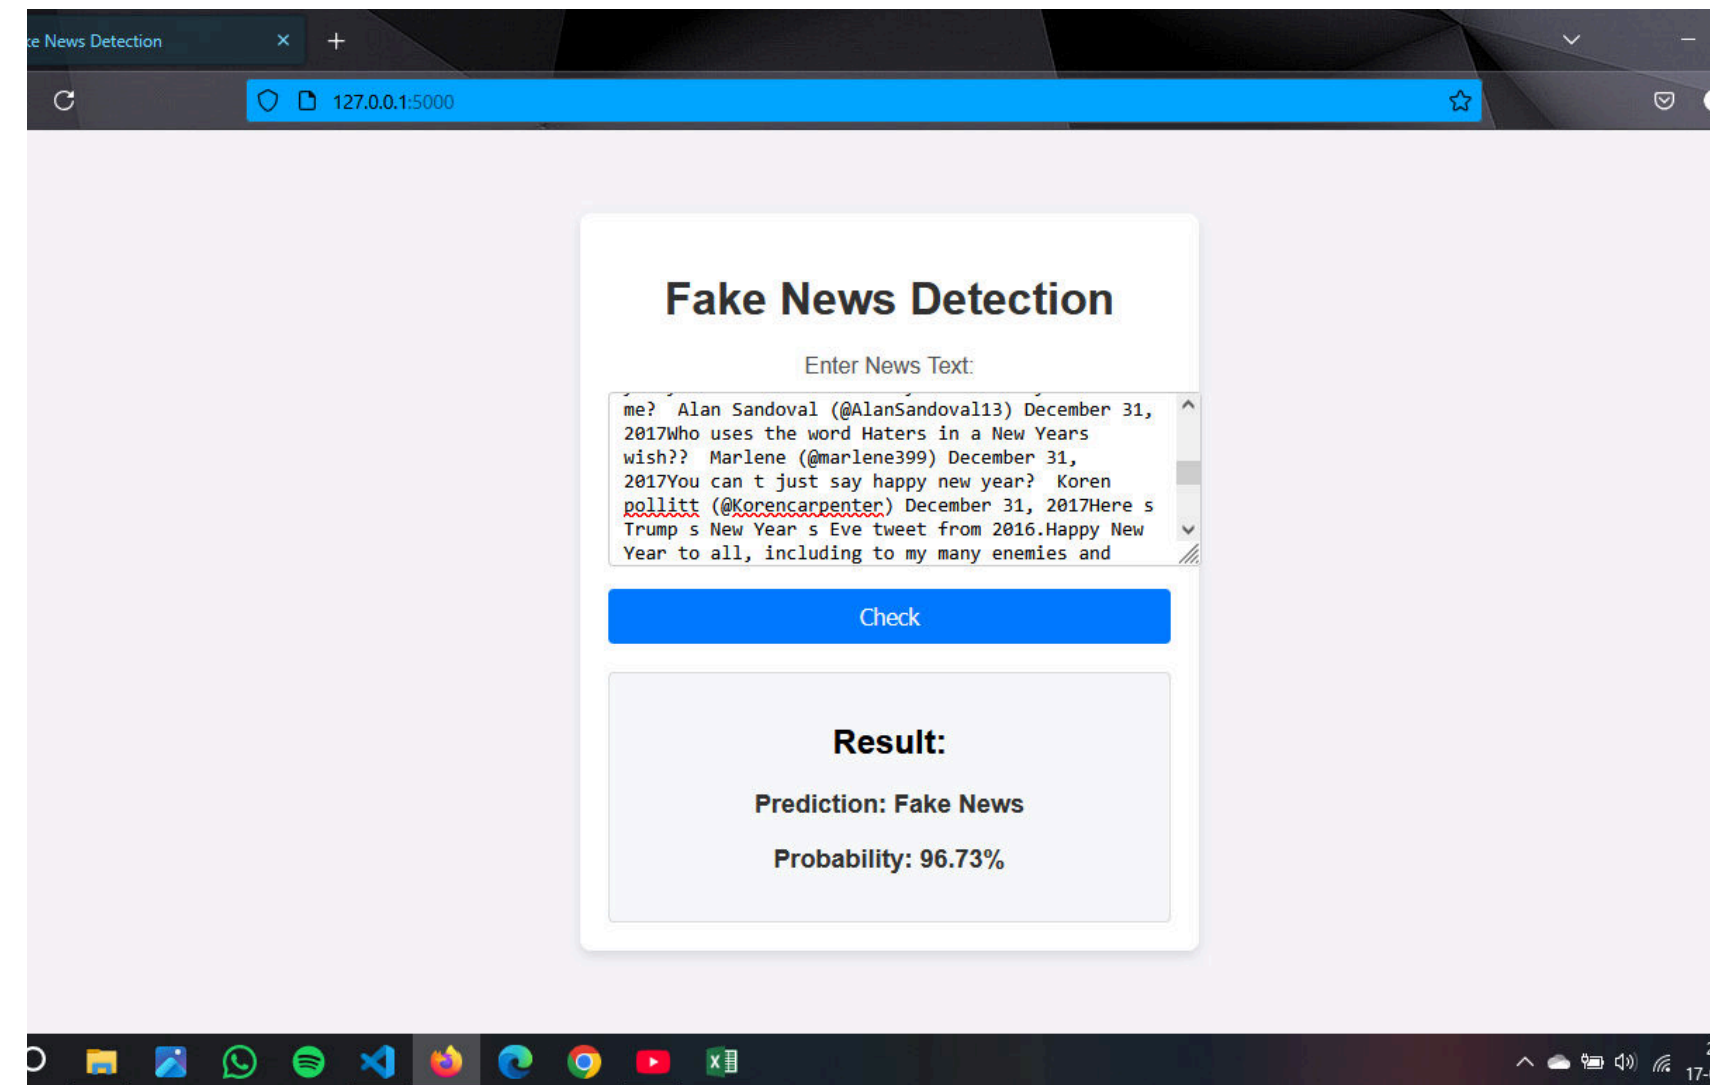 ke News Detection
127.0.0.1:5000
Fake News Detection
Enter News Text:
me? Alan Sandoval (@AlanSandoval13) December 31,
2017Who uses the word Haters in a New Years
wish?? Marlene (@marlene399) December 31,
2017You can t just say happy new year? Koren
pollitt (@Korencarpenter) December 31, 2017Here s
Trump s New Year s Eve tweet from 2016.Happy New
Year to all, including to my many enemies and
Check
Result:
Prediction: Fake News
Probability: 96.73%
17-